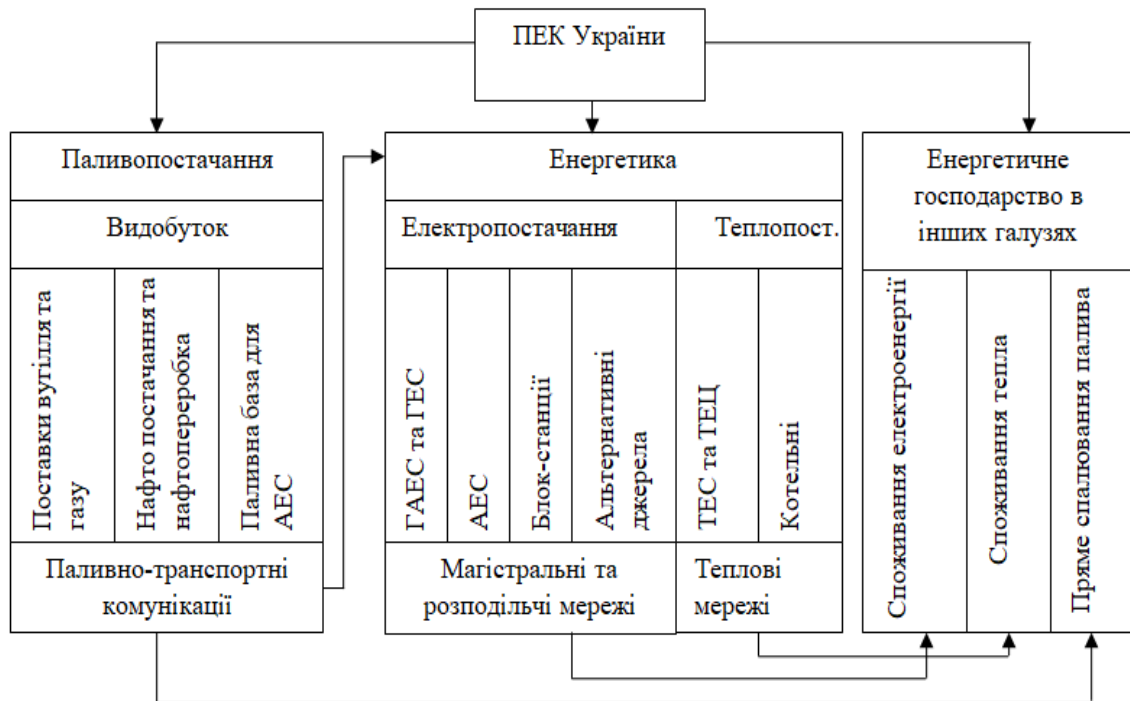 ПЕК України
Паливопостачання
Видобуток
Поставки вугілля та
газу
Нафто постачання та
нафтопереробка
Паливна база для
АЕС
Паливно-транспортні
комунікації
Енергетика
Електропостачання
Теплопост.
ГАЕС та ГЕС
АЕС
Блок-станції
Альтернативні
джерела
ТЕС та ТЕЦ
Котельні
Магістральні та
розподільчі мережі
Теплові
мережі
Енергетичне
господарство в
інших галузях
Споживання електроенергії
Споживання тепла
Пряме спалювання палива